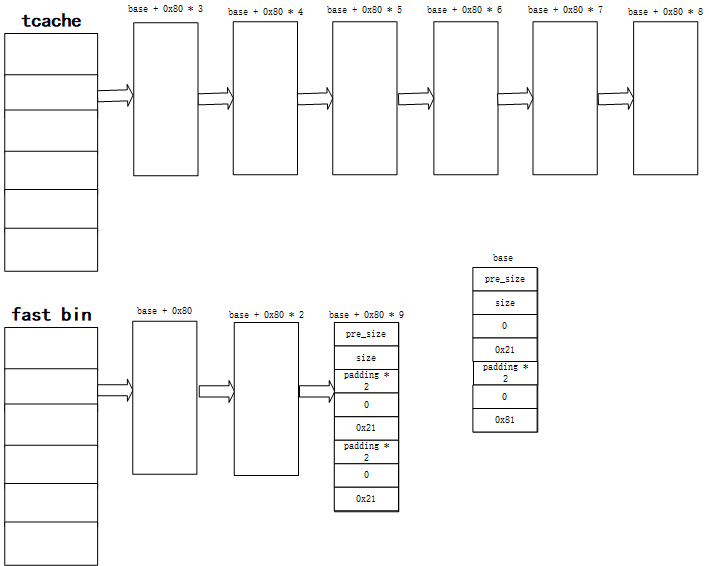 tcache
base + 0x80 * 3
base + 0x80 * 4
base + 0x80 * 5
base + 0x80 * 6
base + 0x80 * 7
base + 0x80 * 8
base
pre_size
size
0
0x21
padding *
2
0
0x81
fast bin
base + 0x80
base + 0x80 * 2
base + 0x80 * 9
pre_size
size
padding *
2
0
0x21
padding *
2
0
0x21